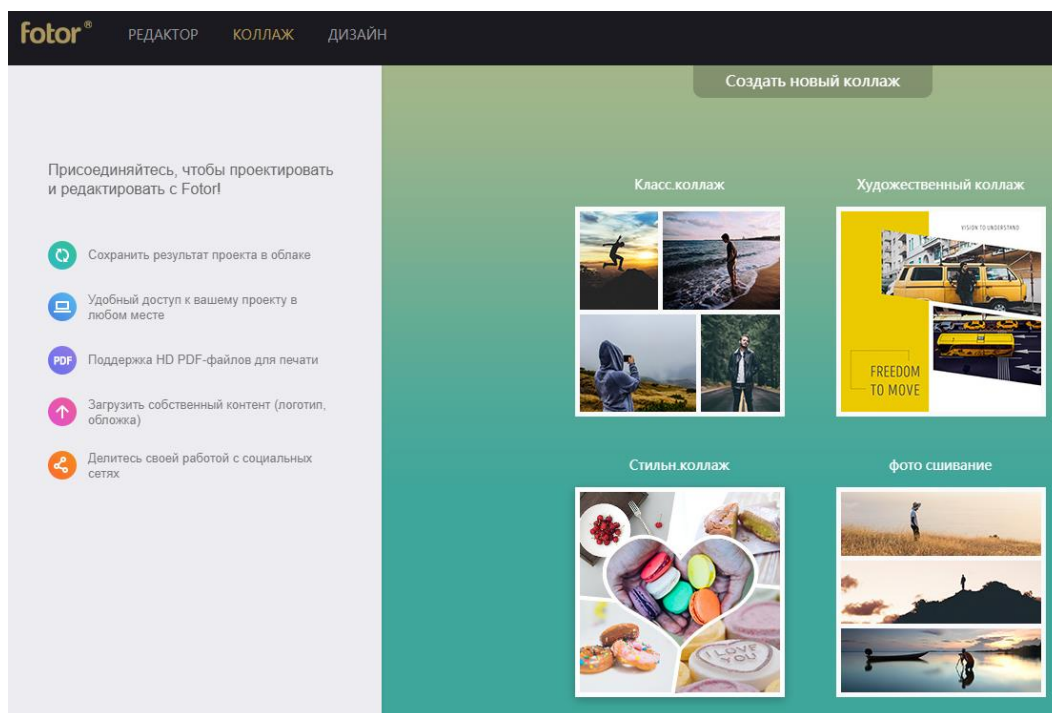 fotor®
РЕДАКТОР
КОЛЛАЖ
ДИЗАЙН
Создать новый коллаж
Присоединяйтесь, чтобы проектировать
и редактировать с Fotor!
Сохранить результат проекта в облаке
Удобный доступ к вашему проекту в
любом месте
PDF
Поддержка HD PDF-файлов для печати
Загрузить собственный контент (логотип,
обложка)
Делитесь своей работой с социальных
сетях
Класс.коллаж
Художественный коллаж
VISION TO UNDERSTAND
FREEDOM
TO MOVE
Стильн.коллаж
фото сшивание
I LOVE
YOU